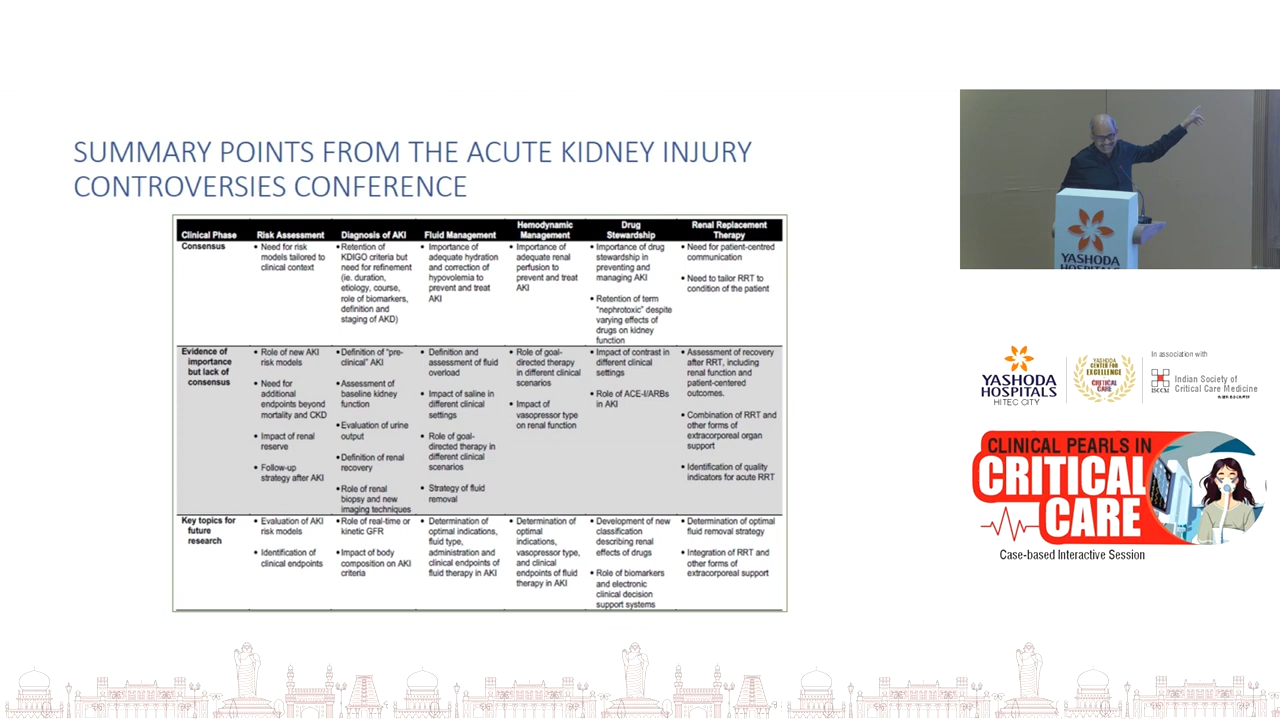 SUMMARY POINTS FROM THE ACUTE KIDNEY INJURY
CONTROVERSIES CONFERENCE
Clinical Phase
Risk Assessment
Diagnosis of AKI
Fluid Management
Hemodynamic
Management
Drug
Stewardship
Renal Replacement
Therapy
Consensus
• Need for risk
models tailored to
clinical context
• Retention of
KDIGO criteria but
need for refinement
(ie. duration,
etiology, course,
role of biomarkers,
definition and
staging of AKD)
• Importance of
adequate hydration
and correction of
hypovolemia to
prevent and treat
AKI
• Importance of
adequate renal
perfusion to
prevent and treat
AKI
• Importance of drug
stewardship in
preventing and
managing AKI
• Retention of term
"nephrotoxic" despite
varying effects of
drugs on kidney
function
• Need for patient-centred
communication
• Need to tailor RRT to
condition of the patient
Evidence of
importance
but lack of
consensus
• Role of new AKI
risk models
• Need for
additional
endpoints beyond
mortality and CKD
• Impact of renal
reserve
• Follow-up
strategy after AKI
• Definition of "pre-
clinical" AKI
• Assessment of
baseline kidney
function
• Evaluation of urine
output
• Definition of renal
recovery
• Role of renal
biopsy and new
imaging techniques
• Definition and
assessment of fluid
overload
• Impact of saline in
different clinical
settings
• Role of goal-
directed therapy in
different clinical
scenarios
• Strategy of fluid
removal
• Role of goal-
directed therapy
in different clinical
scenarios
• Impact of
vasopressor type
on renal function
• Impact of contrast in
different clinical
settings
• Role of ACE-I/ARBs
in AKI
• Assessment of recovery
after RRT, including
renal function and
patient-centered
outcomes.
• Combination of RRT and
other forms of
extracorporeal organ
support
• Identification of quality
indicators for acute RRT
Key topics for
future
research
• Evaluation of AKI
risk models
• Identification of
clinical endpoints
• Role of real-time or
kinetic GFR
• Impact of body
composition on AKI
criteria
• Determination of
optimal indications,
fluid type,
administration and
clinical endpoints of
fluid therapy in AKI
• Determination of
optimal
indications,
vasopressor type,
and clinical
endpoints of fluid
therapy in AKI
• Development of new
classification
describing renal
effects of drugs
• Role of biomarkers
and electronic
clinical decision
support systems
• Determination of optimal
fluid removal strategy
• Integration of RRT and
other forms of
extracorporeal support
YASHODA
HOSPITALS
YASHODA
HOSPITALS
HITEC CITY
YASHODA
CENTER FOR
EXCELLENCE
CRITICAL
CARE
In association with
ISCCM
Indian Society of
Critical Care Medicine
CLINICAL PEARLS IN
CRITICAL
CARE
Case-based Interactive Session